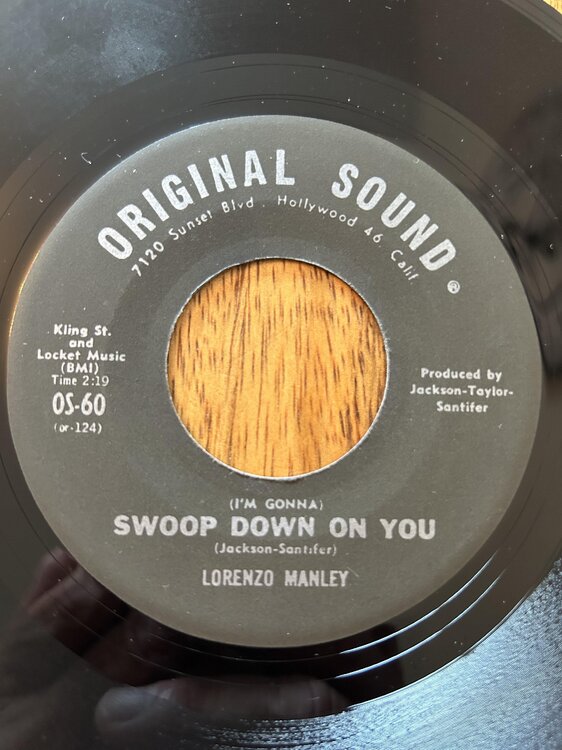 ORIGINAL SOUND®
7120 Sunset Blvd. Hollywood 46, Calif
Kling St.
and
Locket Music
(BMI)
Time 2:19
OS-60
(or-124)
Produced by
Jackson-Taylor-
Santifer
(I'M GONNA)
SWOOP DOWN ON YOU
(Jackson-Santifer)
LORENZO MANLEY